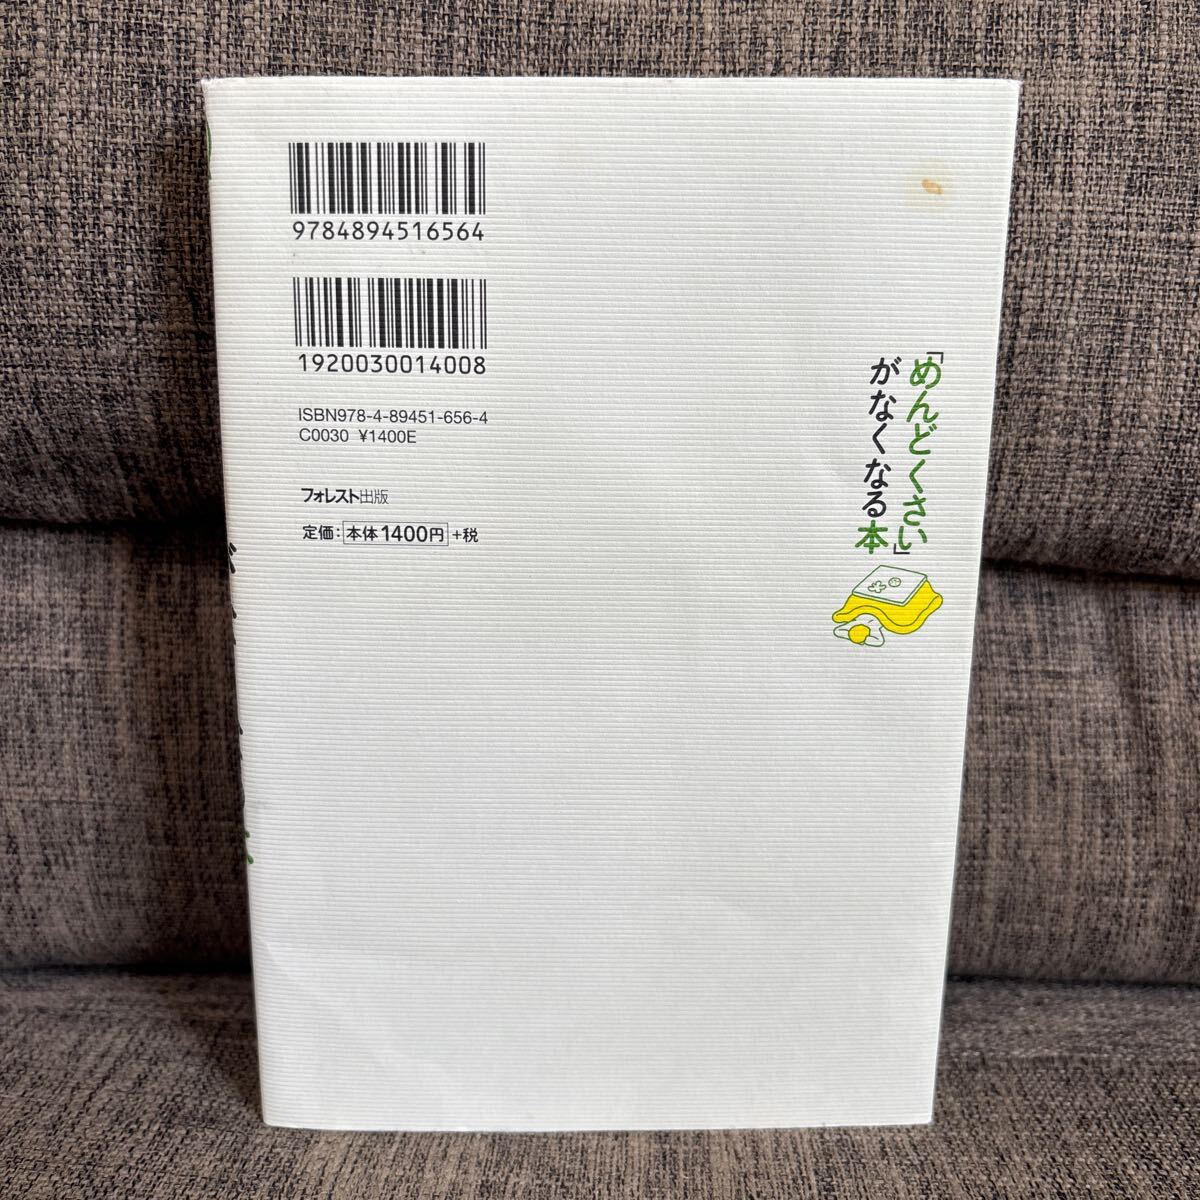 9784894516564
1920030014008
ISBN978-4-89451-656-4
C0030 ¥1400E
フォレスト出版
定価：本体1400円+税
「めんどくさい」
がなくなる本